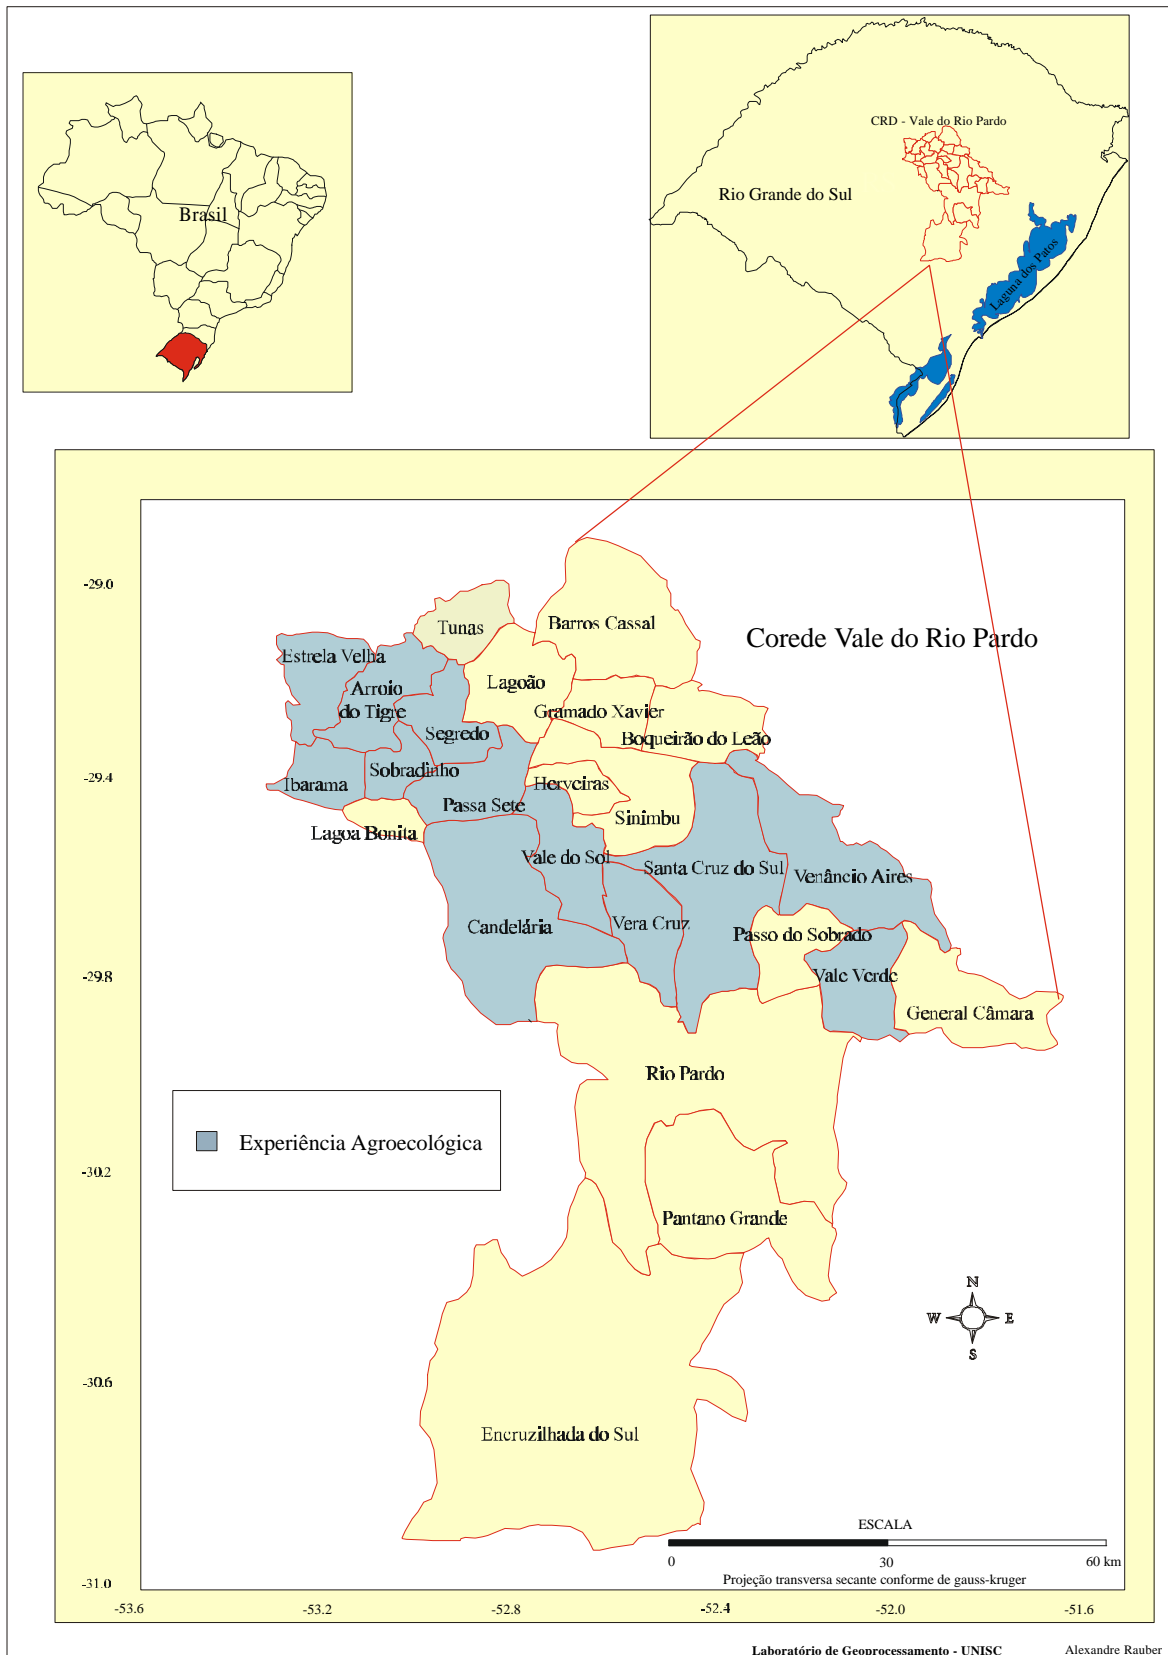 CRD - Vale do Rio Pardo
Brasil
Rio Grande do Sul
Laguna dos Patos
-29.0
Barros Cassal
Tunas
Corede Vale do Rio Pardo
Estrela Velha
Lagoão
Arroio
do Tigre
Gramado Xavier
Segredo
Boqueirão do Leão
Sobradinho
-29.4
Ibarama
Herveiras
Passa Sete
Sinimbu
Lagoa Bonita
Vale do Sol
Santa Cruz do Sul
Venâncio Aires
Candelária
Vera Cruz
Passo do Sobrado
-29.8
Vale Verde
General Câmara
Rio Pardo
Experiência Agroecológica
-30.2
Pantano Grande
N
W
E
S
-30.6
Encruzilhada do Sul
ESCALA
0
30
60 km
Projeção transversa secante conforme de gauss-kruger
-31.0
-53.6
-53.2
-52.8
-52.4
-52.0
-51.6
Laboratório de Geoprocessamento - UNISC
Alexandre Rauber